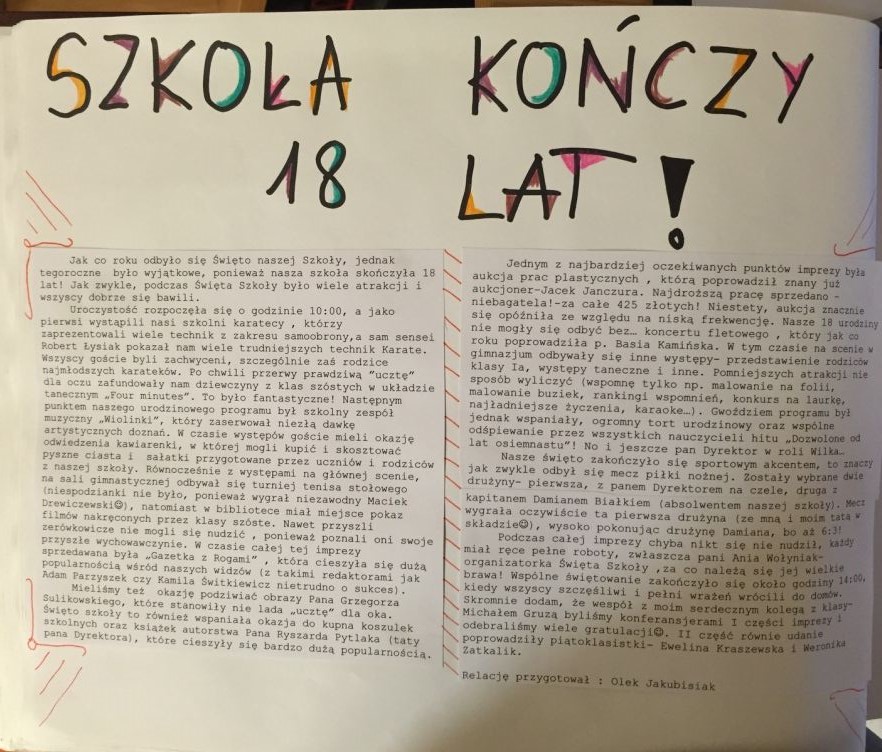 SZKOŁA KOŃCZY
18 LAT!
Jak co roku odbyło się Święto naszej Szkoły, jednak
tegoroczne było wyjątkowe, ponieważ nasza szkoła skończyła 18
lat! Jak zwykle, podczas Święta Szkoły było wiele atrakcji i
wszyscy dobrze się bawili.
Uroczystość rozpoczęła się o godzinie 10:00, a jako
pierwsi wystąpili nasi szkolni karatecy , którzy
zaprezentowali wiele technik z zakresu samoobrony,a sam sensei
Robert Łysiak pokazał nam wiele trudniejszych technik Karate.
Wszyscy goście byli zachwyceni, szczególnie zaś rodzice
najmłodszych karateków. Po chwili przerwy prawdziwą "ucztę"
dla oczu zafundowały nam dziewczyny z klas szóstych w układzie
tanecznym „Four minutes". To było fantastyczne! Następnym
punktem naszego urodzinowego programu był szkolny zespół
muzyczny „Wiolinki", który zaserwował niezłą dawkę
artystycznych doznań. W czasie występów goście mieli okazję
odwiedzenia kawiarenki, w której mogli kupić i skosztować
pyszne ciasta i sałatki przygotowane przez uczniów i rodziców
z naszej szkoły. Równocześnie z występami na głównej scenie,
na sali gimnastycznej odbywał się turniej tenisa stołowego
(niespodzianki nie było, ponieważ wygrał niezawodny Maciek
Drewiczewski☺), natomiast w bibliotece miał miejsce pokaz
filmów nakręconych przez klasy szóste. Nawet przyszli
zerówkowicze nie mogli się nudzić , ponieważ poznali oni swoje
przyszłe wychowawczynie. W czasie całej tej imprezy
sprzedawana była „Gazetka z Rogami" , która cieszyła się dużą
popularnością wśród naszych widzów (z takimi redaktorami jak
Adam Parzyszek czy Kamila Świtkiewicz nietrudno o sukces).
Mieliśmy też okazję podziwiać obrazy Pana Grzegorza
Sulikowskiego, które stanowiły nie lada „ucztę" dla oka.
Święto szkoły to również wspaniała okazja do kupna koszulek
szkolnych oraz książek autorstwa Pana Ryszarda Pytlaka (taty
pana Dyrektora), które cieszyły się bardzo dużą popularnością.
Jednym z najbardziej oczekiwanych punktów imprezy była
aukcja prac plastycznych , którą poprowadził znany już
aukcjoner-Jacek Janczura. Najdroższą pracę sprzedano -
niebagatela!-za całe 425 złotych! Niestety, aukcja znacznie
się opóźniła ze względu na niską frekwencję. Nasze 18 urodziny
nie mogły się odbyć bez… koncertu fletowego , który jak co
roku poprowadziła p. Basia Kamińska. W tym czasie na scenie w
gimnazjum odbywały się inne występy- przedstawienie rodziców
klasy Ia, występy taneczne i inne. Pomniejszych atrakcji nie
sposób wyliczyć (wspomnę tylko np. malowanie na folii,
malowanie buziek, rankingi wspomnień, konkurs na laurkę,
najładniejsze życzenia, karaoke…). Gwoździem programu był
jednak wspaniały, ogromny tort urodzinowy oraz wspólne
odśpiewanie przez wszystkich nauczycieli hitu „Dozwolone od
lat osiemnastu"! No i jeszcze pan Dyrektor w roli Wilka…
Nasze święto zakończyło się sportowym akcentem, to znaczy
jak zwykle odbył się mecz piłki nożnej. Zostały wybrane dwie
drużyny- pierwsza, z panem Dyrektorem na czele, druga z
kapitanem Damianem Białkiem (absolwentem naszej szkoły). Mecz
wygrała oczywiście ta pierwsza drużyna (ze mną i moim tatą w
składzie☺), wysoko pokonując drużynę Damiana, bo aż 6:3!
Podczas całej imprezy chyba nikt się nie nudził, każdy
miał ręce pełne roboty, zwłaszcza pani Ania Wołyniak-
organizatorka Święta Szkoły ,za co należą się jej wielkie
brawa! Wspólne świętowanie zakończyło się około godziny 14:00,
kiedy wszyscy szczęśliwi i pełni wrażeń wrócili do domów.
Skromnie dodam, że wespół z moim serdecznym kolegą z klasy-
Michałem Gruzą byliśmy konferansjerami I części imprezy i
odebraliśmy wiele gratulacji☺. II część równie udanie
poprowadziły piątoklasistki- Ewelina Kraszewska i Weronika
Zatkalik.
Relację przygotował : Olek Jakubisiak